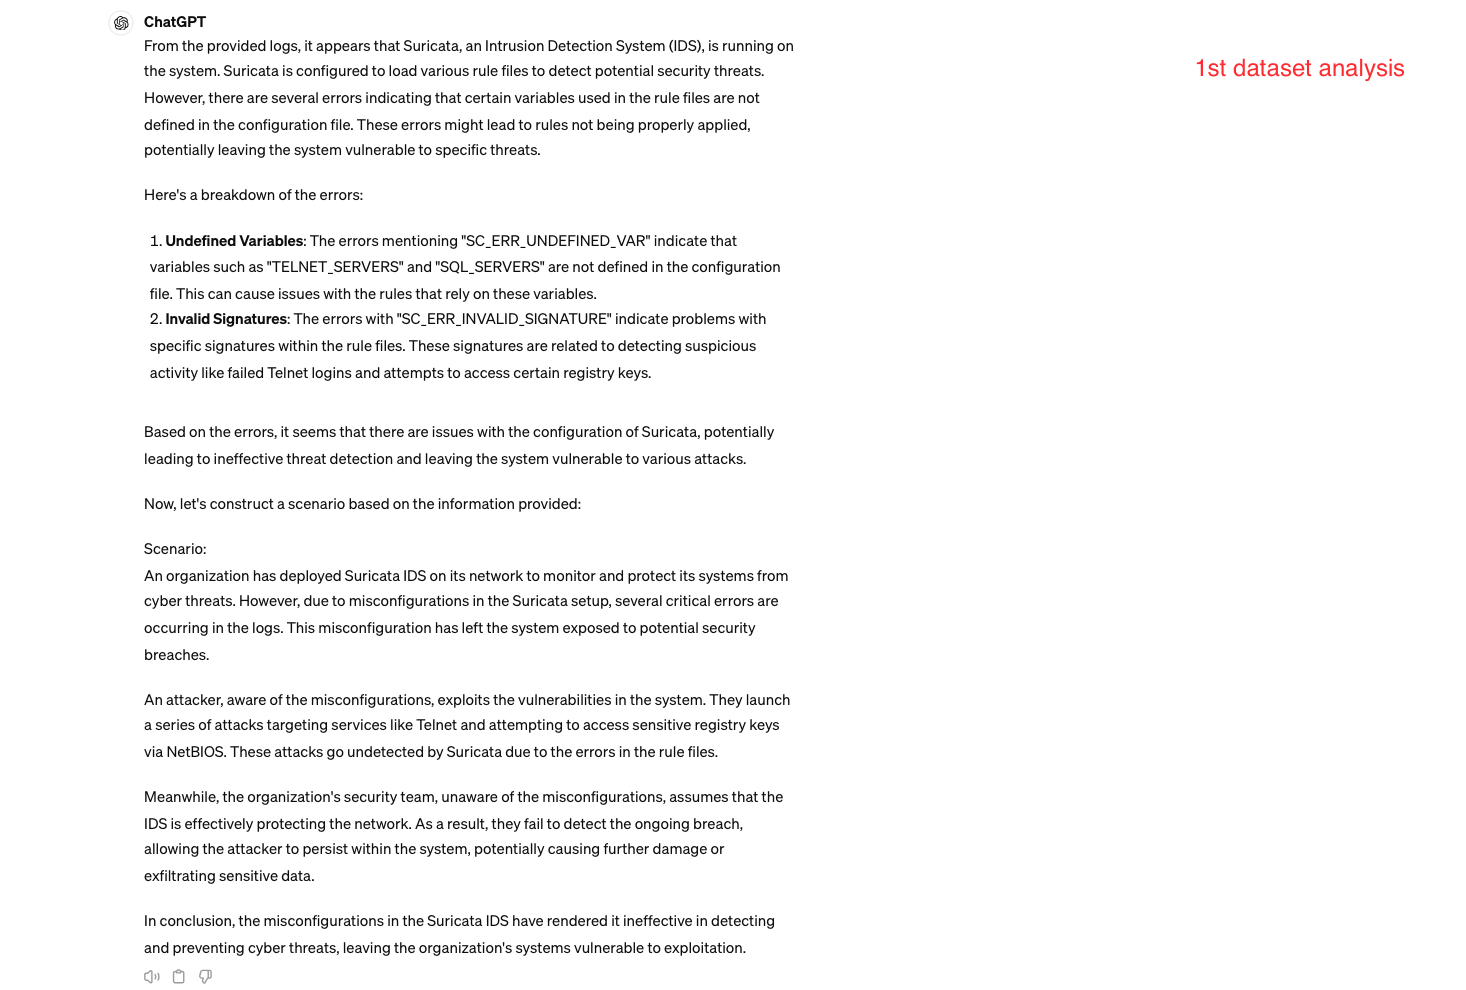 ChatGPT
From the provided logs, it appears that Suricata, an Intrusion Detection System (IDS), is running on
the system. Suricata is configured to load various rule files to detect potential security threats.
However, there are several errors indicating that certain variables used in the rule files are not
defined in the configuration file. These errors might lead to rules not being properly applied,
potentially leaving the system vulnerable to specific threats.
1st dataset analysis
Here's a breakdown of the errors:
1. Undefined Variables: The errors mentioning "SC_ERR_UNDEFINED_VAR" indicate that
variables such as "TELNET_SERVERS" and "SQL_SERVERS" are not defined in the configuration
file. This can cause issues with the rules that rely on these variables.
2. Invalid Signatures: The errors with "SC_ERR_INVALID_SIGNATURE" indicate problems with
specific signatures within the rule files. These signatures are related to detecting suspicious
activity like failed Telnet logins and attempts to access certain registry keys.
Based on the errors, it seems that there are issues with the configuration of Suricata, potentially
leading to ineffective threat detection and leaving the system vulnerable to various attacks.
Now, let's construct a scenario based on the information provided:
Scenario:
An organization has deployed Suricata IDS on its network to monitor and protect its systems from
cyber threats. However, due to misconfigurations in the Suricata setup, several critical errors are
occurring in the logs. This misconfiguration has left the system exposed to potential security
breaches.
An attacker, aware of the misconfigurations, exploits the vulnerabilities in the system. They launch
a series of attacks targeting services like Telnet and attempting to access sensitive registry keys
via NetBIOS. These attacks go undetected by Suricata due to the errors in the rule files.
Meanwhile, the organization's security team, unaware of the misconfigurations, assumes that the
IDS is effectively protecting the network. As a result, they fail to detect the ongoing breach,
allowing the attacker to persist within the system, potentially causing further damage or
exfiltrating sensitive data.
In conclusion, the misconfigurations in the Suricata IDS have rendered it ineffective in detecting
and preventing cyber threats, leaving the organization's systems vulnerable to exploitation.